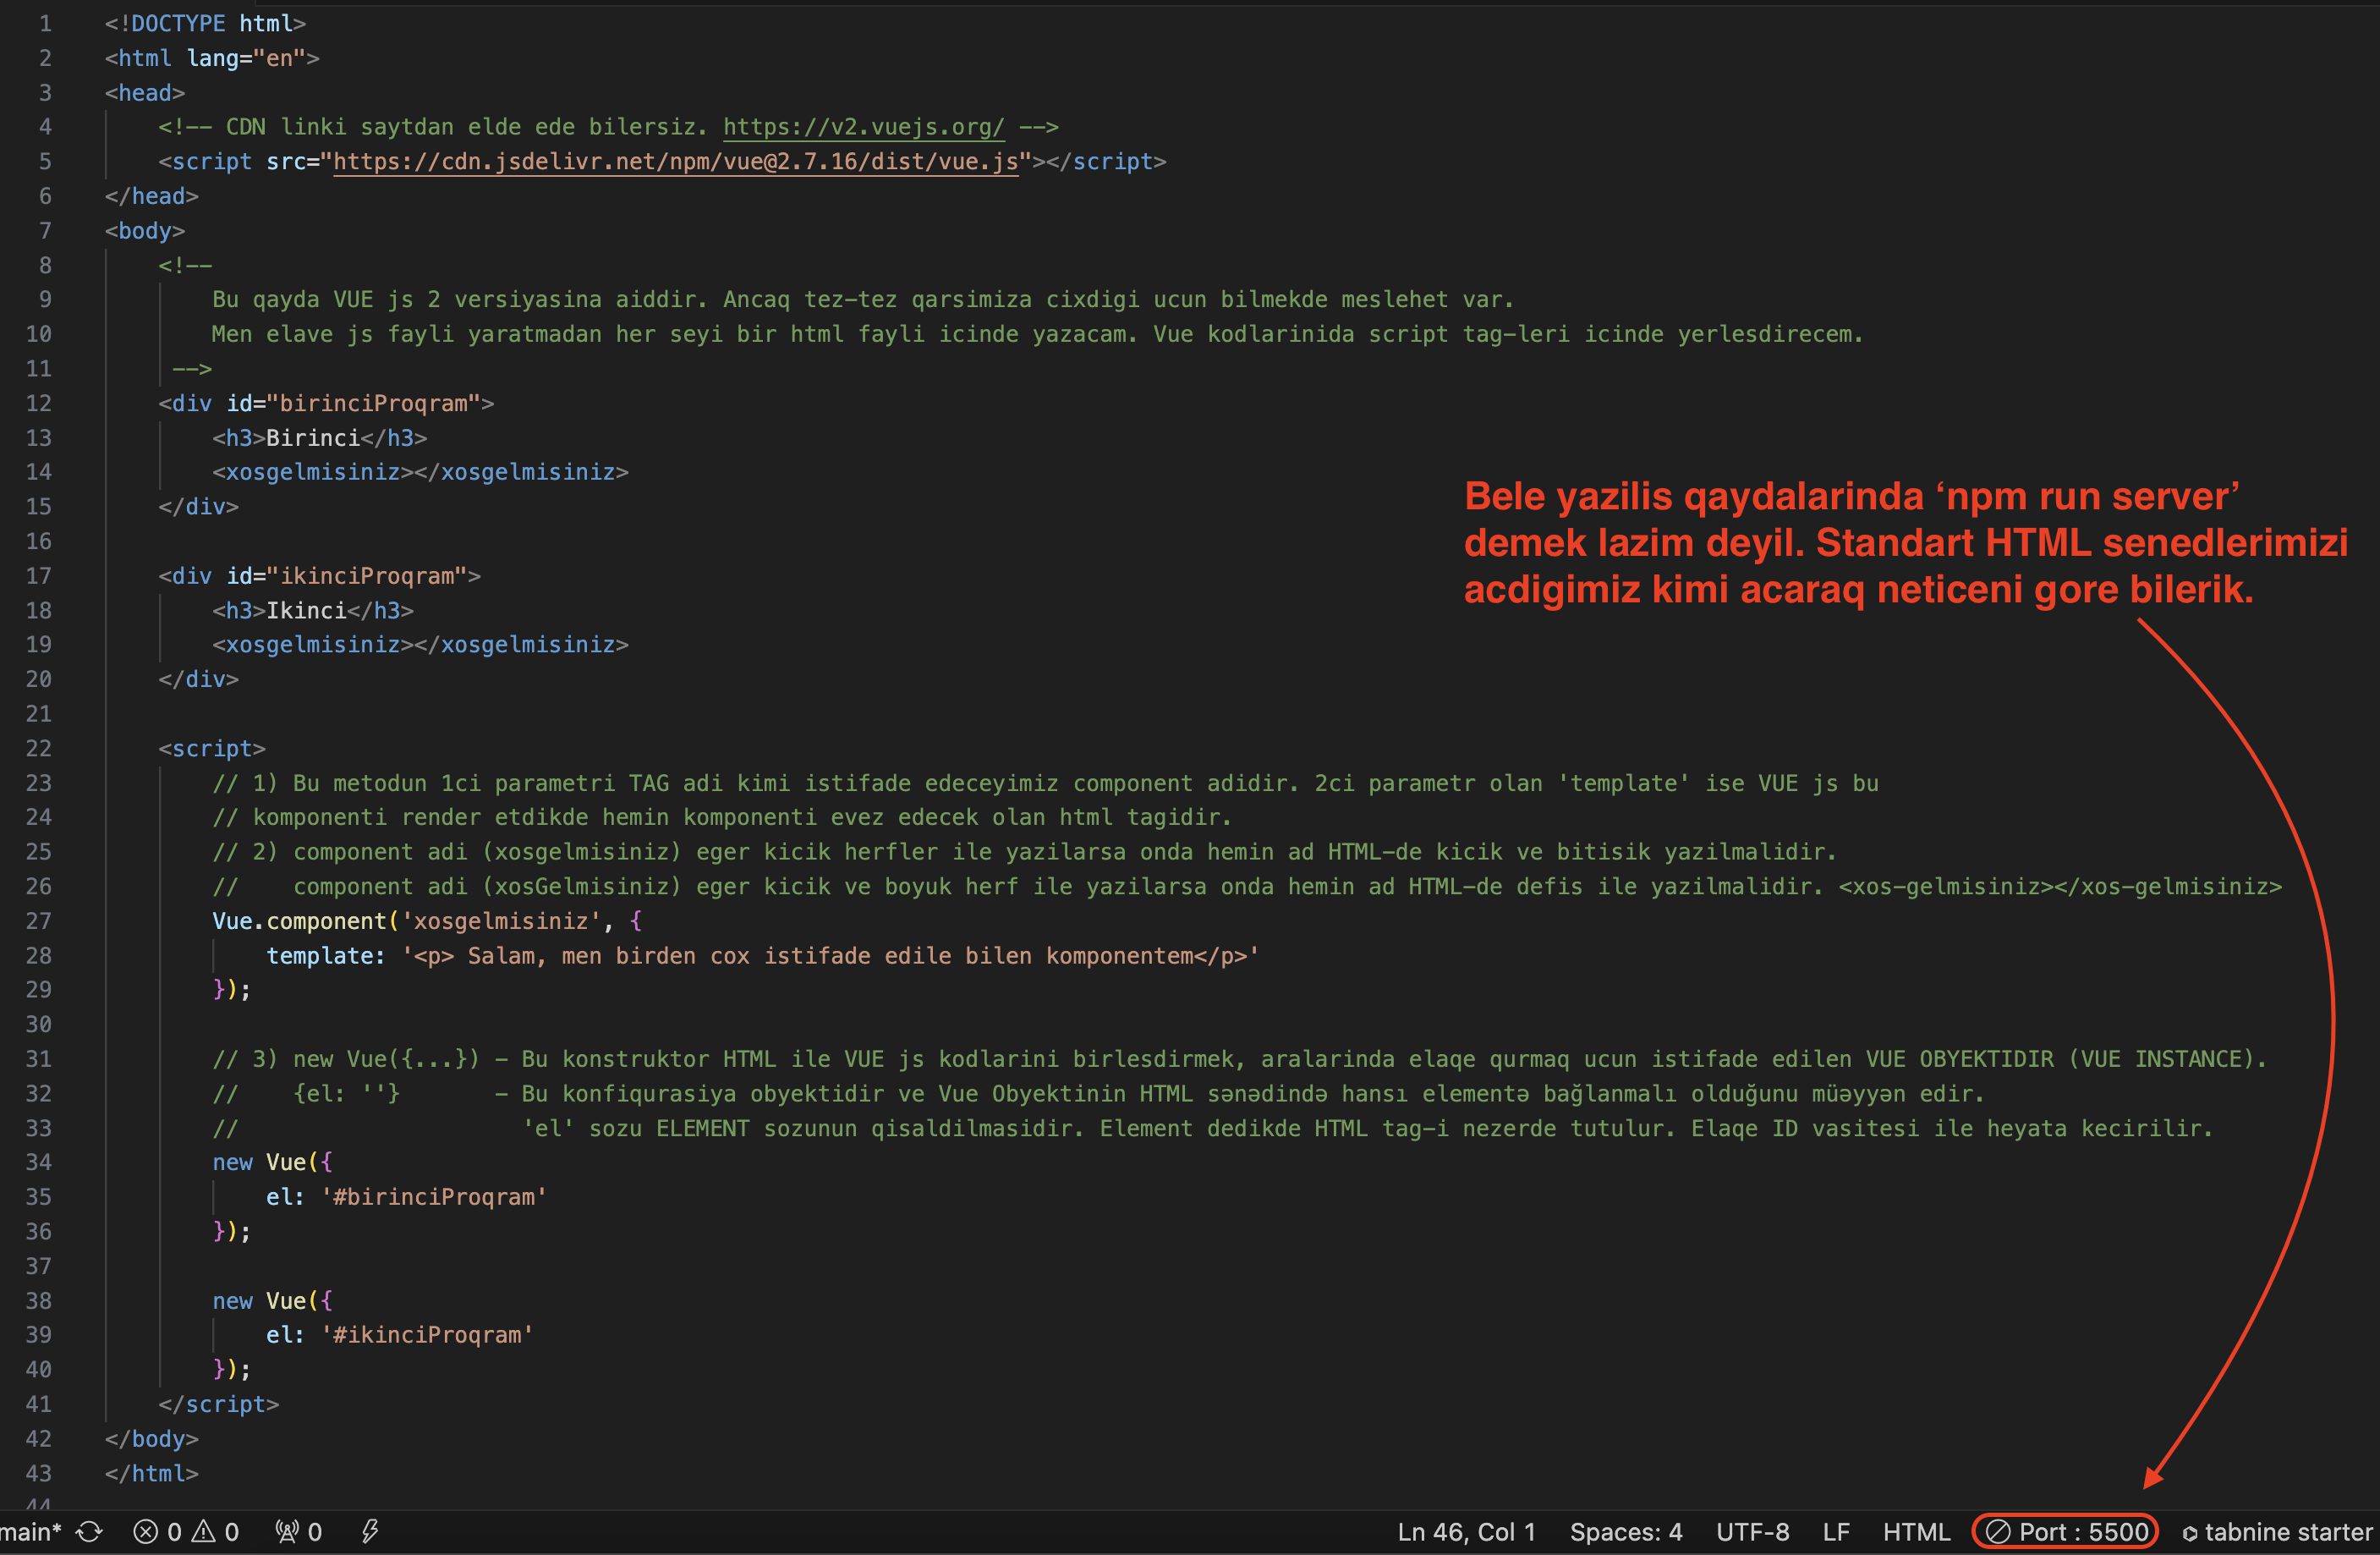 1 <!DOCTYPE html>
2 <html lang="en">
3 <head>
4     <!-- CDN linki saytdan elde ede bilersiz. https://v2.vuejs.org/ -->
5     <script src="https://cdn.jsdelivr.net/npm/vue@2.7.16/dist/vue.js"></script>
6 </head>
7 <body>
8     <!--
9         Bu qayda VUE js 2 versiyasina aiddir. Ancaq tez-tez qarsimiza cixdigi ucun bilmekde meslehet var.
10         Men elave js fayli yaratmadan her seyi bir html fayli icinde yazacam. Vue kodlarinida script tag-leri icinde yerlesdirecem.
11      -->
12     <div id="birinciProqram">
13         <h3>Birinci</h3>
14         <xosgelmisiniz></xosgelmisiniz>
15     </div>
16
17     <div id="ikinciProqram">
18         <h3>Ikinci</h3>
19         <xosgelmisiniz></xosgelmisiniz>
20     </div>
21
22     <script>
23         // 1) Bu metodun 1ci parametri TAG adi kimi istifade edeceyimiz component adidir. 2ci parametr olan 'template' ise VUE js bu
24         // komponenti render etdikde hemin komponenti evez edecek olan html tagidir.
25         // 2) component adi (xosgelmisiniz) eger kicik herfler ile yazilarsa onda hemin ad HTML-de kicik ve bitisik yazilmalidir.
26         //    component adi (xosGelmisiniz) eger kicik ve boyuk herf ile yazilarsa onda hemin ad HTML-de defis ile yazilmalidir. <xos-gelmisiniz></xos-gelmisiniz>
27         Vue.component('xosgelmisiniz', {
28             template: '<p> Salam, men birden cox istifade edile bilen komponentem</p>'
29         });
30
31         // 3) new Vue({...}) - Bu konstruktor HTML ile VUE js kodlarini birlesdirmek, aralarinda elaqe qurmaq ucun istifade edilen VUE OBYEKTIDIR (VUE INSTANCE).
32         //    {el: ''}       - Bu konfiqurasiya obyektidir ve Vue Obyektinin HTML sənədində hansı elementə bağlanmalı olduğunu müəyyən edir.
33         //                     'el' sozu ELEMENT sozunun qisaldilmasidir. Element dedikde HTML tag-i nezerde tutulur. Elaqe ID vasitesi ile heyata kecirilir.
34         new Vue({
35             el: '#birinciProqram'
36         });
37
38         new Vue({
39             el: '#ikinciProqram'
40         });
41     </script>
42 </body>
43 </html>
44
Bele yazilis qaydalarinda ‘npm run server’
demek lazim deyil. Standart HTML senedlerimizi
acdigimiz kimi acaraq neticeni gore bilerik.
main* 0 0 0 Ln 46, Col 1 Spaces: 4 UTF-8 LF HTML Port : 5500 tabnine starter